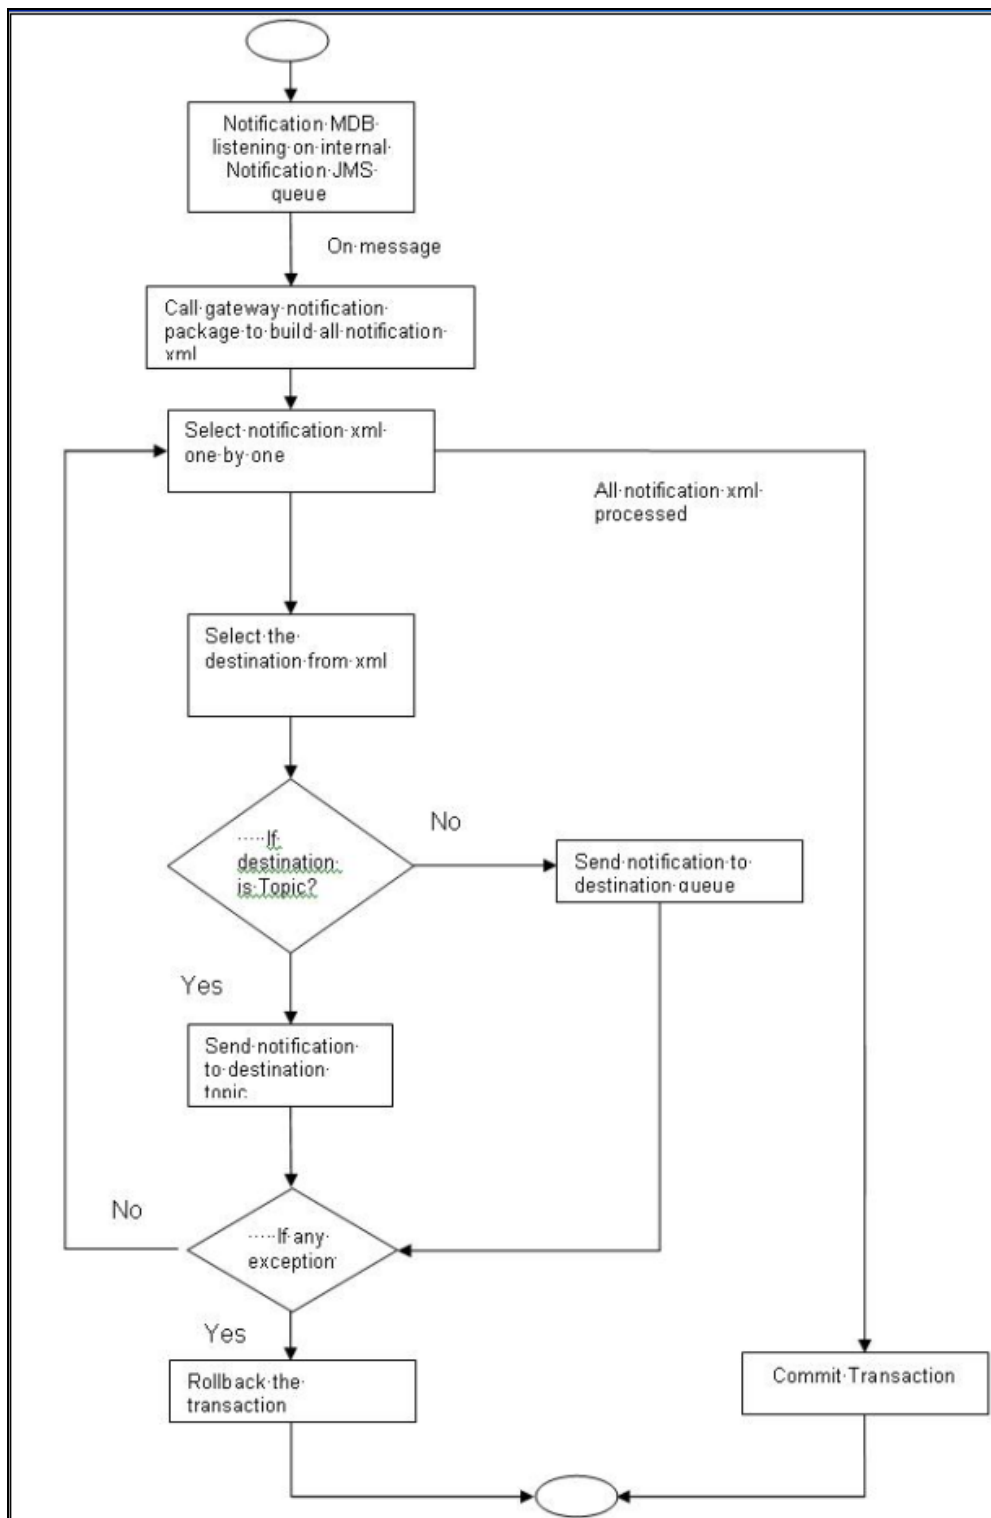 Notification·MDB·
listening·on·internal·
Notification·JMS·
queue
On·message
Call·gateway·notification·
package·to·build·all·notification·
xml
Select·notification·xml·
one·by·one
All·notification·xml·
processed
Select·the·
destination·from·xml
·····If·
destination·
is·Topic?
No
Send·notification·to·
destination·queue
Yes
Send·notification·
to·destination·
topic
No
·····If·any·
exception·
Yes
Rollback·the·
transaction
Commit·Transaction